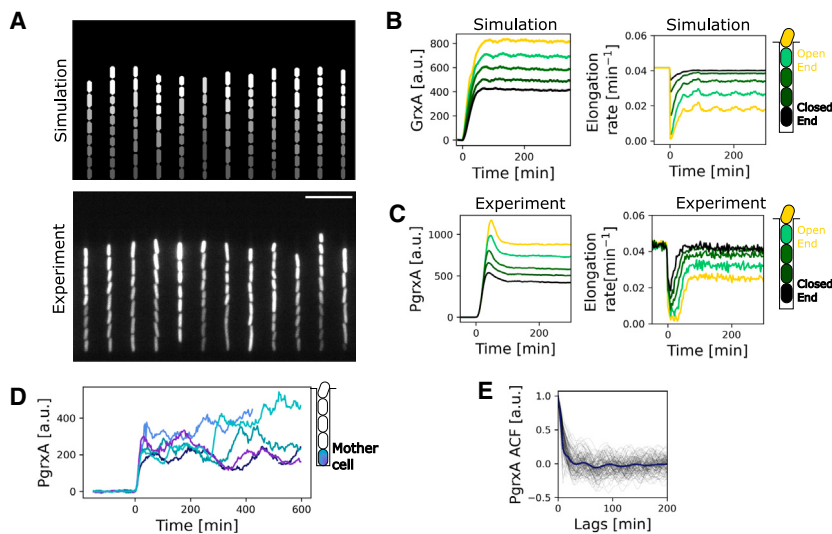 A
Simulation
Experiment
B
Simulation
GrxA [a.u.]
800
600
400
200
0
0
200
Time [min]
Simulation
Elongation
rate [min⁻¹]
0.06
0.04
0.02
0.00
0
200
Time [min]
Open
End
Closed
End
C
Experiment
PgrxA [a.u.]
1000
500
0
0
200
Time [min]
Experiment
Elongation
rate[min⁻¹]
0.06
0.04
0.02
0.00
0
200
Time [min]
Open
End
Closed
End
D
PgrxA [a.u.]
400
200
0
0
200
400
600
Time [min]
Mother
cell
E
PgrxA ACF [a.u.]
1.0
0.5
0.0
−0.5
0
100
200
Lags [min]